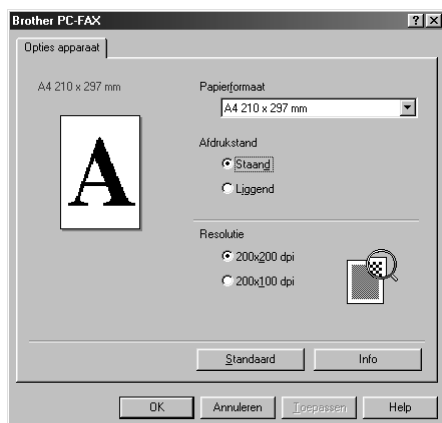 Brother PC-FAX
Opties apparaat
A4 210 x 297 mm
A
Papierformaat
A4 210 x 297 mm
Afdrukstand
Staand
Liggend
Resolutie
200x200 dpi
200x100 dpi
Standaard Info
OK Annuleren Toepassen Help